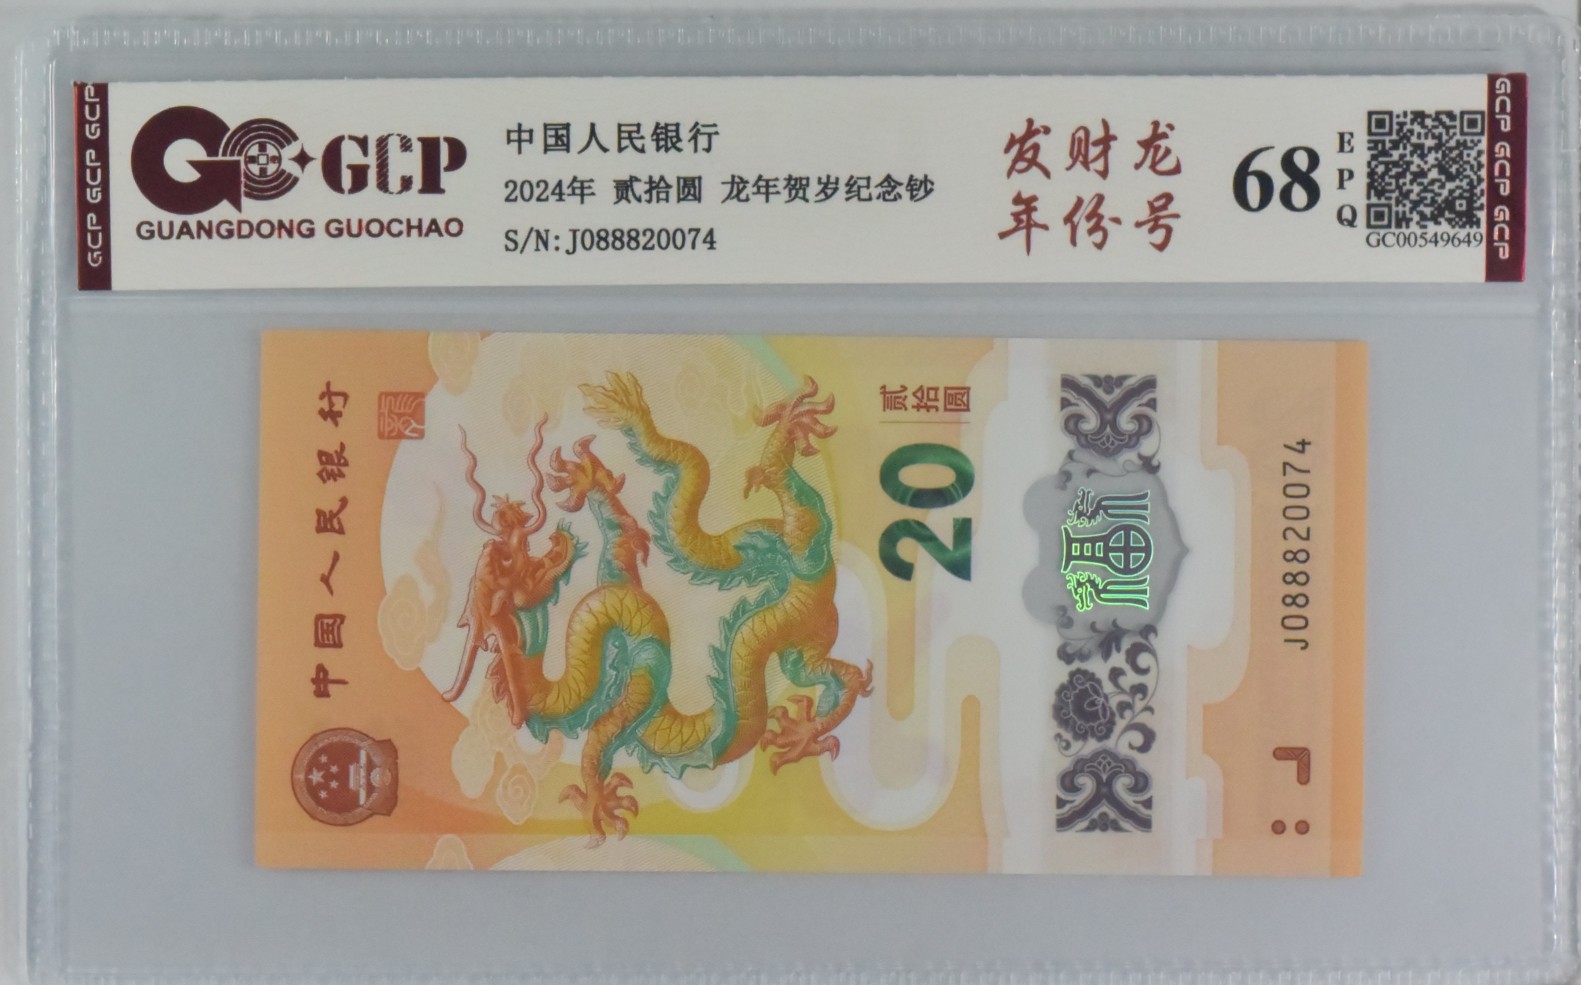 GCP GCP GCP
GCP
GUANGDONG GUOCHAO
中国人民银行
2024年 贰拾圆 龙年贺岁纪念钞
S/N:J088820074
发财龙
年份号
68
EPQ
GC00549649
GCP GCP GCP
中国人民银行
贰拾圆
20
J088820074